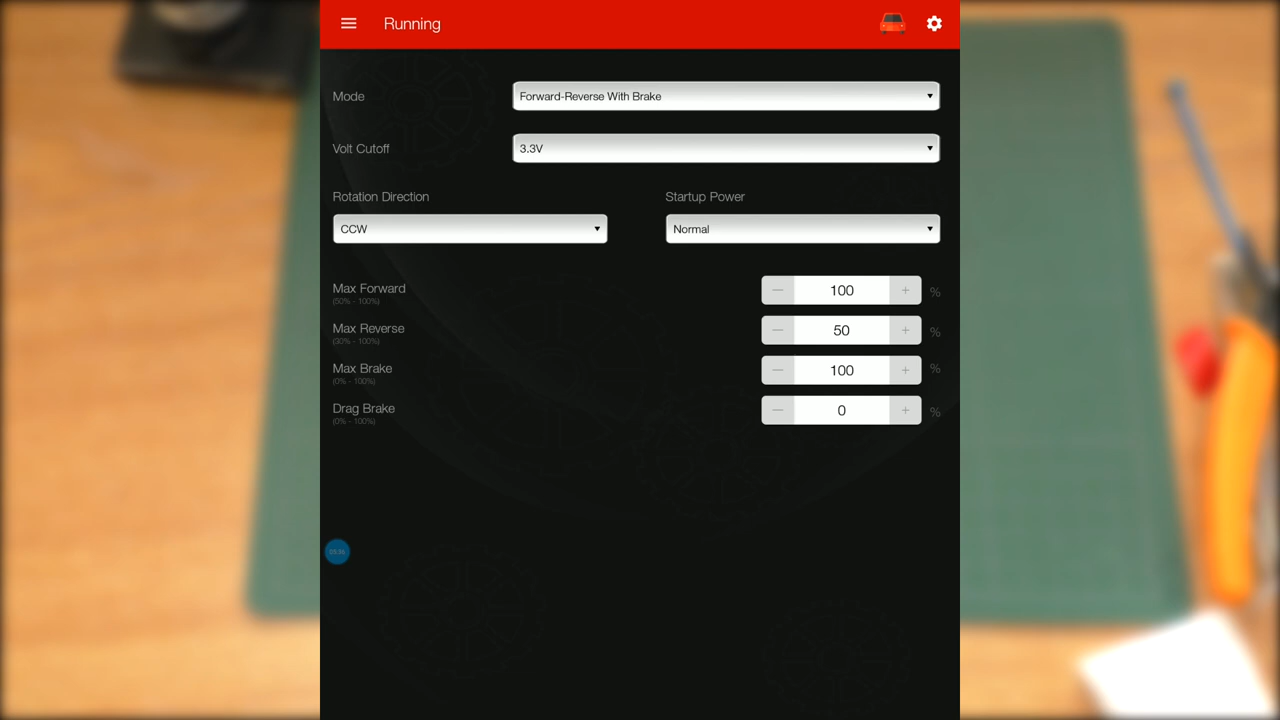 Running
Mode
Forward-Reverse With Brake
Volt Cutoff
3.3V
Rotation Direction
Startup Power
CCW
Normal
Max Forward
(50% - 100%)
100
%
Max Reverse
(30% - 100%)
50
%
Max Brake
(0% - 100%)
100
%
Drag Brake
(0% - 100%)
0
%